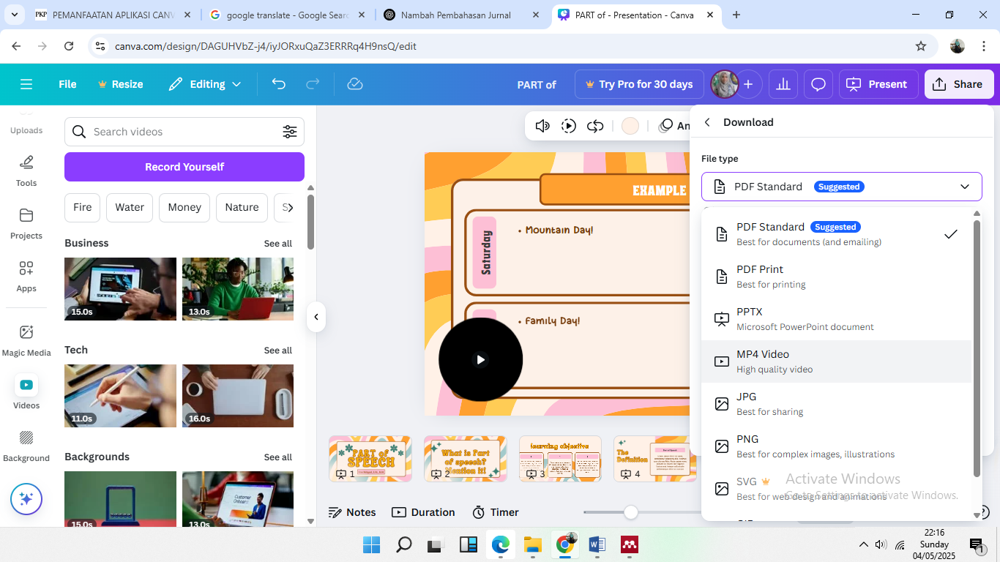 PEMANFAATAN APLIKASI CANV
google translate - Google Sear
Nambah Pembahasan Jurnal
PART of - Presentation - Canva
canva.com/design/DAGUHVbZ-j4/iyJORxuQaZ3ERRRq4H9nsQ/edit
File
Resize
Editing
PART of
Try Pro for 30 days
Present
Share
Uploads
Tools
Projects
Apps
Magic Media
Videos
Background
Search videos
Record Yourself
Fire
Water
Money
Nature
Business
See all
15.0s
13.0s
Tech
See all
11.0s
16.0s
Backgrounds
See all
15.0s
13.0s
Customer
An
EXAMPLE
Saturday
• Mountain Day!
• Family Day!
PART of
SPEECH
1
What is Part
of speech?
Mention it!
2
Learning objective
3
The
Definition
4
Notes
Duration
Timer
Download
File type
PDF Standard
Suggested
PDF Standard
Suggested
Best for documents (and emailing)
PDF Print
Best for printing
PPTX
Microsoft PowerPoint document
MP4 Video
High quality video
JPG
Best for sharing
PNG
Best for complex images, illustrations
SVG
Best for web design and animations
Activate Windows
Go to Settings to activate Windows.
22:16
Sunday
04/05/2025
1